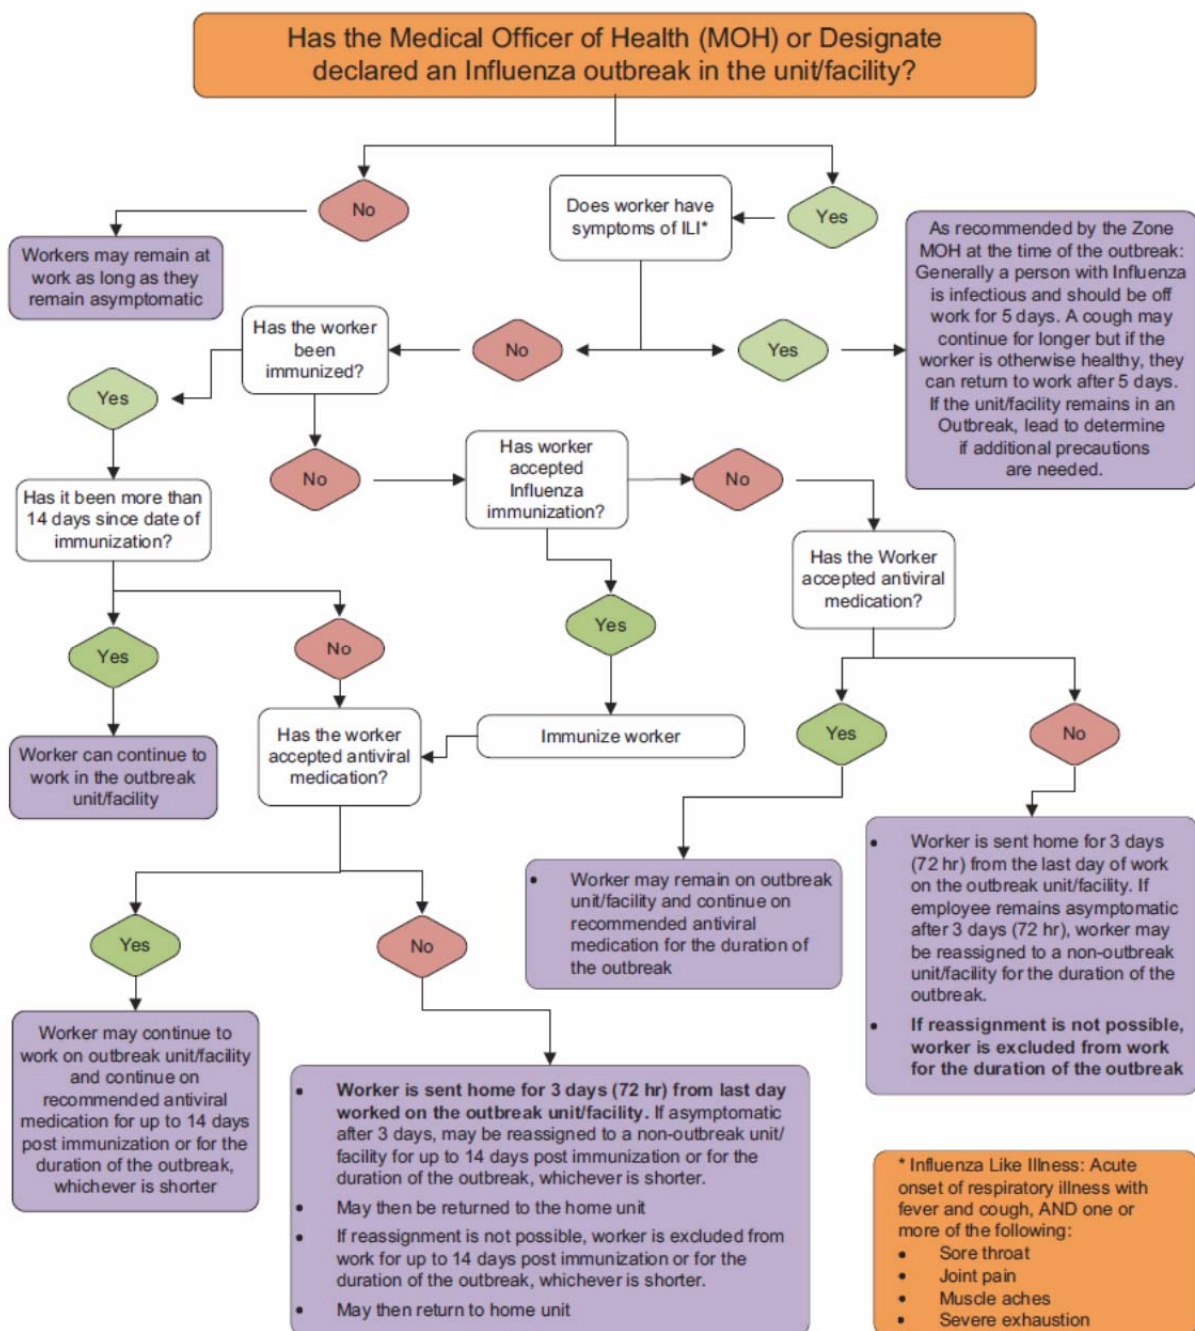 Has the Medical Officer of Health (MOH) or Designate
declared an Influenza outbreak in the unit/facility?
No
Does worker have
symptoms of ILI*
Yes
Workers may remain at
work as long as they
remain asymptomatic
As recommended by the Zone
MOH at the time of the outbreak:
Generally a person with Influenza
is infectious and should be off
work for 5 days. A cough may
continue for longer but if the
worker is otherwise healthy, they
can return to work after 5 days.
If the unit/facility remains in an
Outbreak, lead to determine
if additional precautons
are needed.
Has the worker
been
immunized?
No
Yes
Yes
No
Has worker
accepted
Influenza
immunization?
No
Has it been more than
14 days since date of
immunization?
Has the Worker
accepted antiviral
medication?
Yes
No
Yes
Yes
No
Worker can continue to
work in the outbreak
unit/facility
Has the worker
accepted antiviral
medication?
Immunize worker
• Worker may remain on outbreak
unit/facility and continue on
recommended antiviral
medication for the duration of
the outbreak
• Worker is sent home for 3 days
(72 hr) from the last day of work
on the outbreak unit/facility. If
employee remains asymptomatic
after 3 days (72 hr), worker may
be reassigned to a non-outbreak
unit/facility for the duration of the
outbreak.
• If reassignment is not possible,
worker is excluded from work
for the duration of the outbreak
Yes
No
Worker may continue to
work on outbreak unit/facility
and continue on
recommended antiviral
medication for up to 14 days
post immunization or for the
duration of the outbreak,
whichever is shorter
• Worker is sent home for 3 days (72 hr) from last day
worked on the outbreak unit/facility. If asymptomatic
after 3 days, may be reassigned to a non-outbreak unit/
facility for up to 14 days post immunization or for the
duration of the outbreak, whichever is shorter.
• May then be returned to the home unit
• If reassignment is not possible, worker is excluded from
work for up to 14 days post immunization or for the
duration of the outbreak, whichever is shorter.
• May then return to home unit
* Influenza Like Illness: Acute
onset of respiratory illness with
fever and cough, AND one or
more of the following:
• Sore throat
• Joint pain
• Muscle aches
• Severe exhaustion